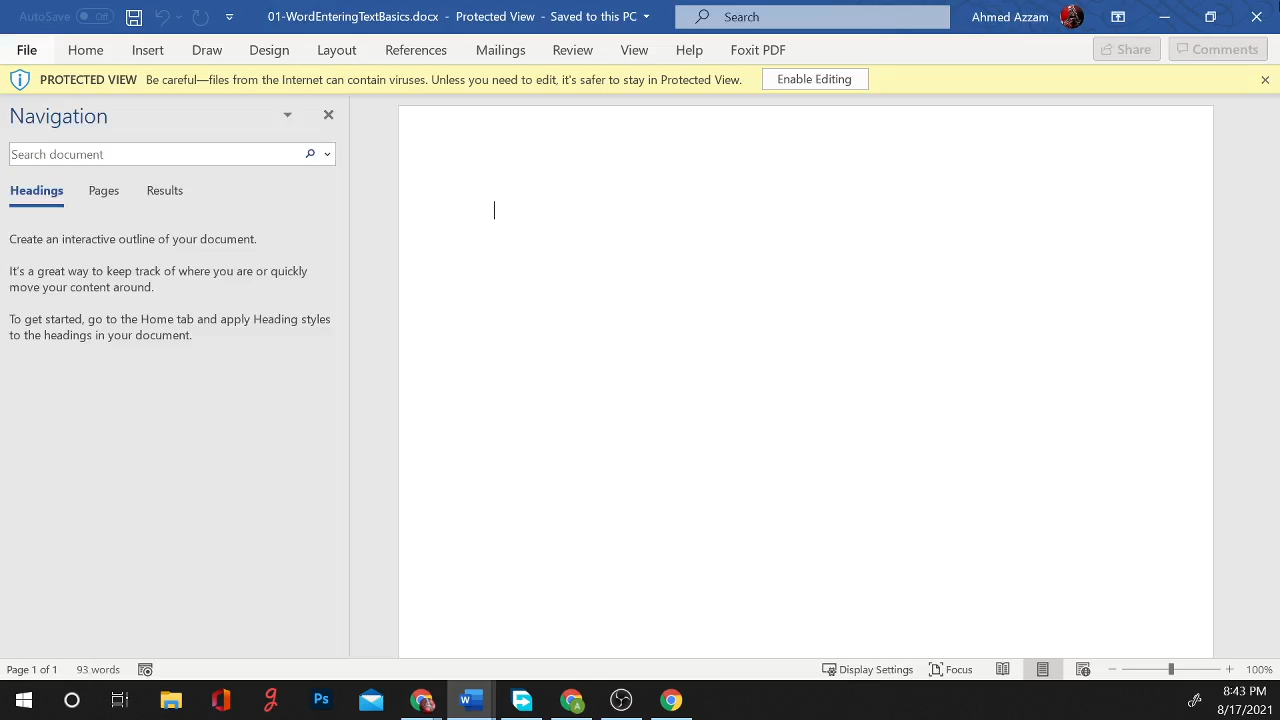 AutoSave Off 01-WordEnteringTextBasics.docx - Protected View - Saved to this PC Search Ahmed Azzam
File Home Insert Draw Design Layout References Mailings Review View Help Foxit PDF Share Comments
PROTECTED VIEW Be careful—files from the Internet can contain viruses. Unless you need to edit, it's safer to stay in Protected View. Enable Editing
Navigation
Search document
Headings Pages Results
Create an interactive outline of your document.
It's a great way to keep track of where you are or quickly
move your content around.
To get started, go to the Home tab and apply Heading styles
to the headings in your document.
Page 1 of 1 93 words Display Settings Focus 100%
Ps W A
8:43 PM
8/17/2021